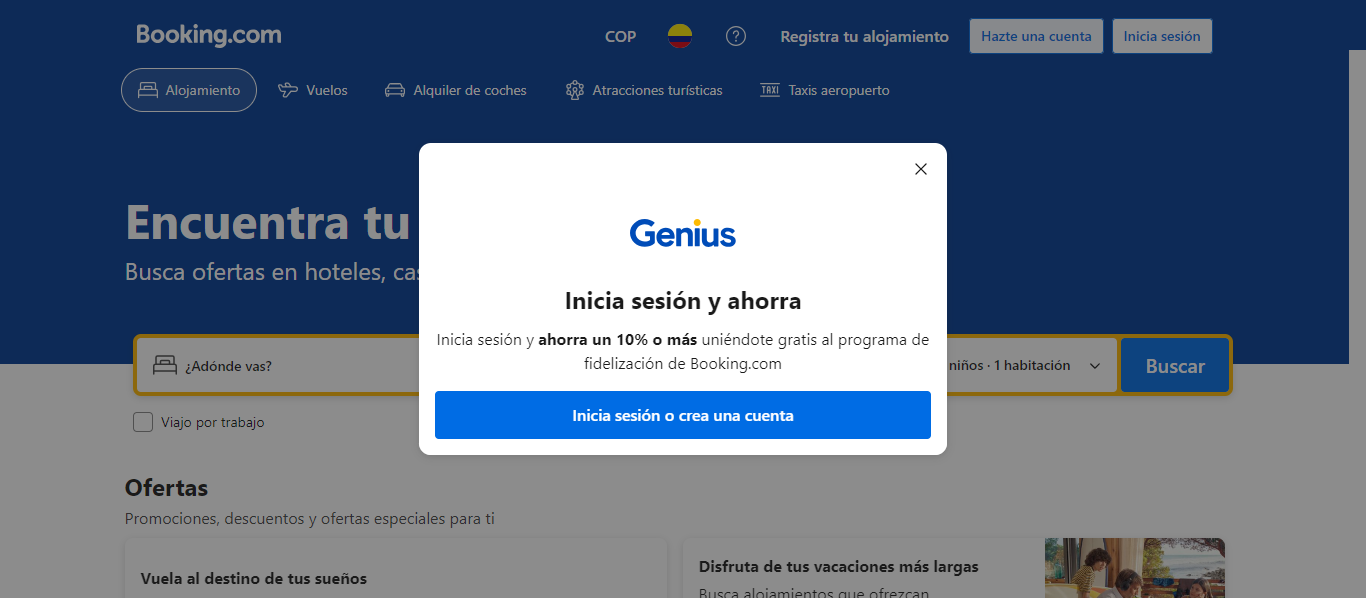 Booking.com
COP
Registra tu alojamiento
Hazte una cuenta
Inicia sesión
Alojamiento
Vuelos
Alquiler de coches
Atracciones turísticas
TAXI
Taxis aeropuerto
Encuentra tu
Busca ofertas en hoteles, cas
Genius
Inicia sesión y ahorra
Inicia sesión y ahorra un 10% o más uniéndote gratis al programa de
fidelización de Booking.com
Inicia sesión o crea una cuenta
¿Adónde vas?
niños · 1 habitación
Buscar
Viajo por trabajo
Ofertas
Promociones, descuentos y ofertas especiales para ti
Vuela al destino de tus sueños
Disfruta de tus vacaciones más largas
Busca alojamientos que ofrezcan